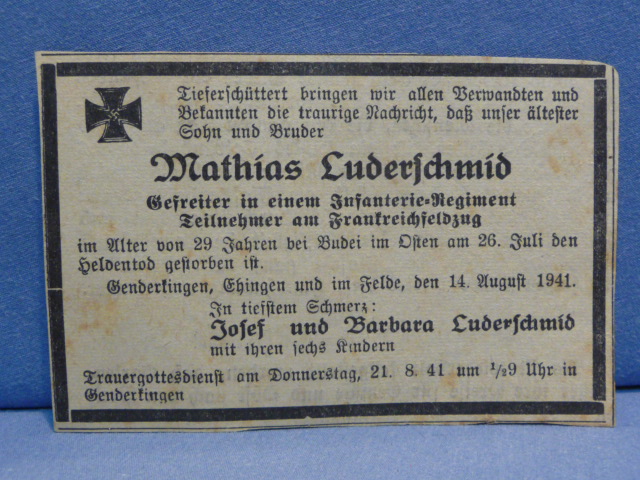 Tieferschüttert bringen wir allen Verwandten und
Bekannten die traurige Nachricht, daß unser ältester
Sohn und Bruder
Mathias Luderschmid
Gefreiter in einem Infanterie-Regiment
Teilnehmer am Frankreichfeldzug
im Alter von 29 Jahren bei Budei im Osten am 26. Juli den
Heldentod gestorben ist.
Genderkingen, Ehingen und im Felde, den 14. August 1941.
In tiefstem Schmerz:
Josef und Barbara Luderschmid
mit ihren sechs Kindern
Trauergottesdienst am Donnerstag, 21. 8. 41 um ½9 Uhr in
Genderkingen